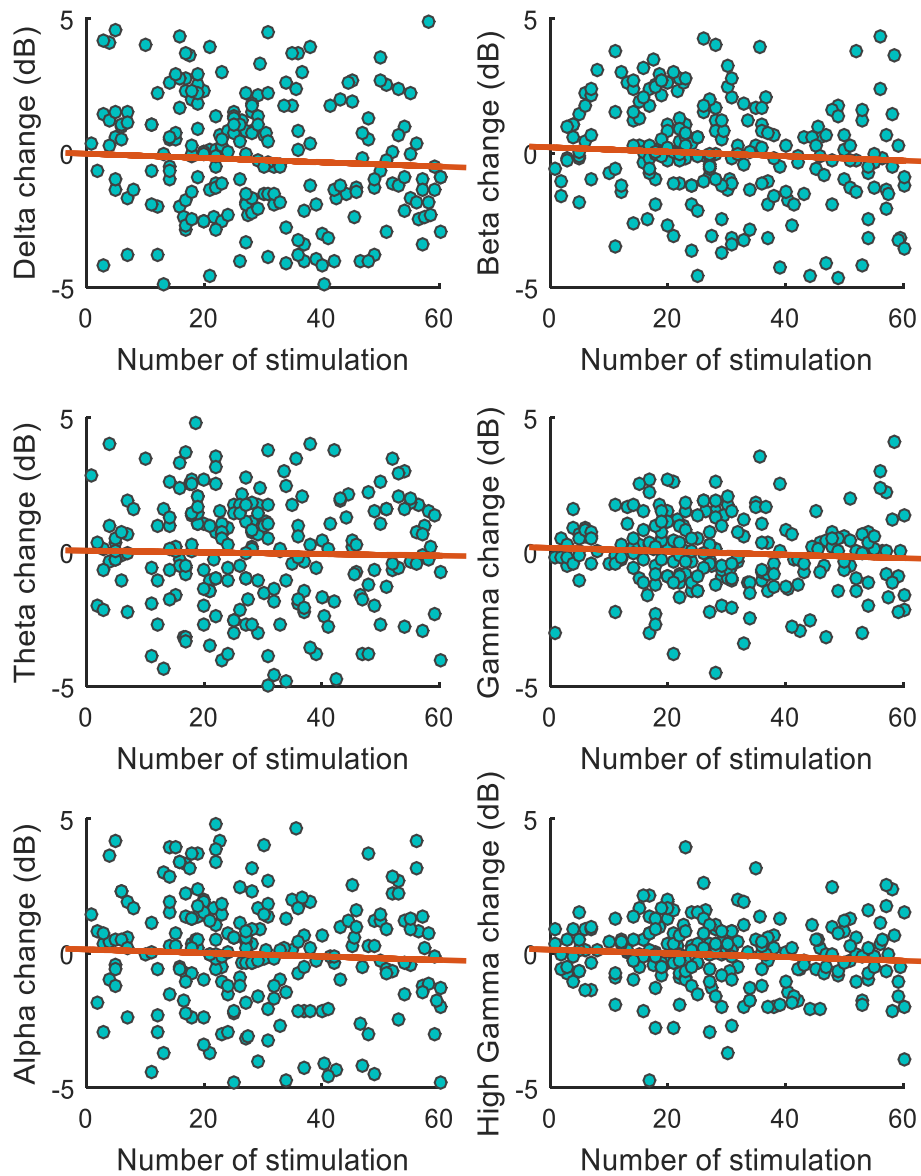 5
0
-5
Delta change (dB)
0 20 40 60
Number of stimulation
5
0
-5
Beta change (dB)
0 20 40 60
Number of stimulation
5
0
-5
Theta change (dB)
0 20 40 60
Number of stimulation
5
0
-5
Gamma change (dB)
0 20 40 60
Number of stimulation
5
0
-5
Alpha change (dB)
0 20 40 60
Number of stimulation
5
0
-5
High Gamma change (dB)
0 20 40 60
Number of stimulation